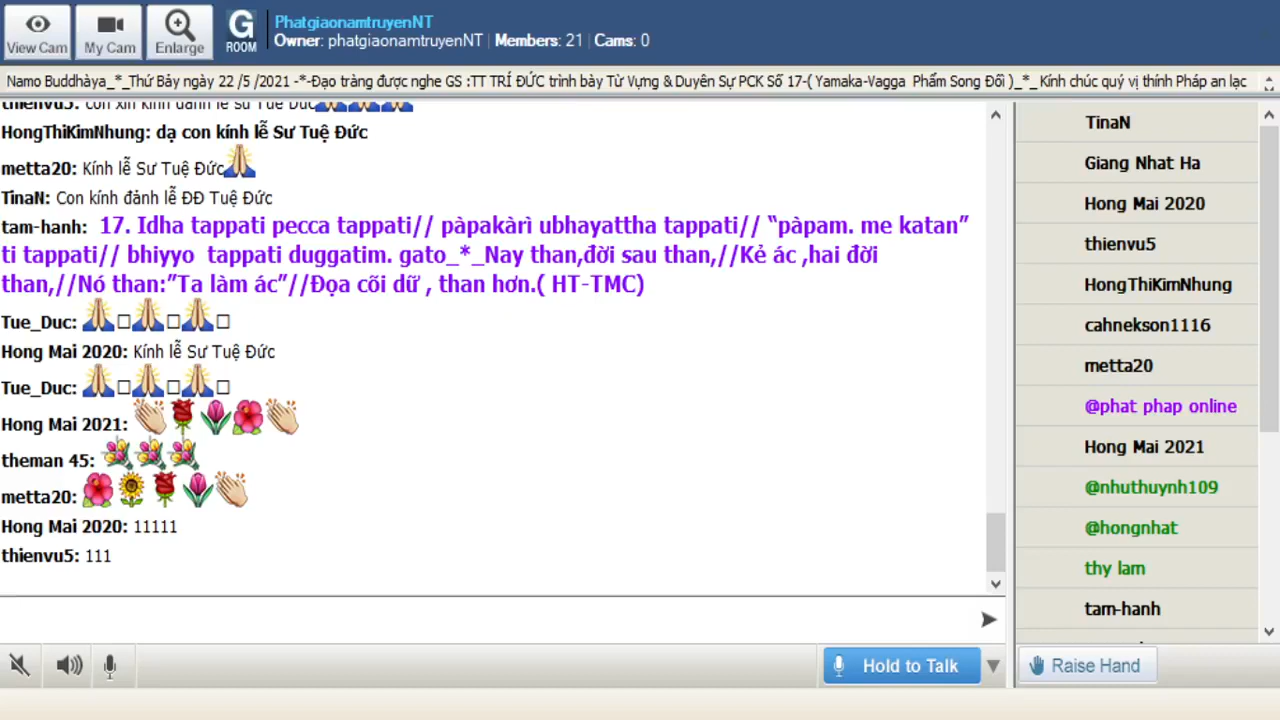 View Cam
My Cam
Enlarge
G
ROOM
PhatgiaonamtruyenNT
Owner: phatgiaonamtruyenNT | Members: 21 | Cams: 0
Namo Buddhàya_*_Thứ Bảy ngày 22 /5 /2021 -*-Đạo tràng được nghe GS :TT TRÍ ĐỨC trình bày Từ Vựng & Duyên Sự PCK Số 17-( Yamaka-Vagga Phẩm Song Đối )_*_ Kính chúc quý vị thính Pháp an lạc
thienvu5: con xin kính đảnh lễ sư Tuệ Đức
HongThiKimNhung: dạ con kính lễ Sư Tuệ Đức
metta20: Kính lễ Sư Tuệ Đức
TinaN: Con kính đảnh lễ ĐĐ Tuệ Đức
tam-hanh: 17. Idha tappati pecca tappati// pàpakàrì ubhayattha tappati// “pàpam. me katan”
ti tappati// bhiyyo tappati duggatim. gato_*_Nay than,đời sau than,//Kẻ ác ,hai đời
than,//Nó than:”Ta làm ác”//Đọa cõi dữ , than hơn.( HT-TMC)
Tue_Duc:
Hong Mai 2020: Kính lễ Sư Tuệ Đức
Tue_Duc:
Hong Mai 2021:
theman 45:
metta20:
Hong Mai 2020: 11111
thienvu5: 111
Hold to Talk
TinaN
Giang Nhat Ha
Hong Mai 2020
thienvu5
HongThiKimNhung
cahnekson1116
metta20
@phat phap online
Hong Mai 2021
@nhuthuynh109
@hongnhat
thy lam
tam-hanh
Raise Hand